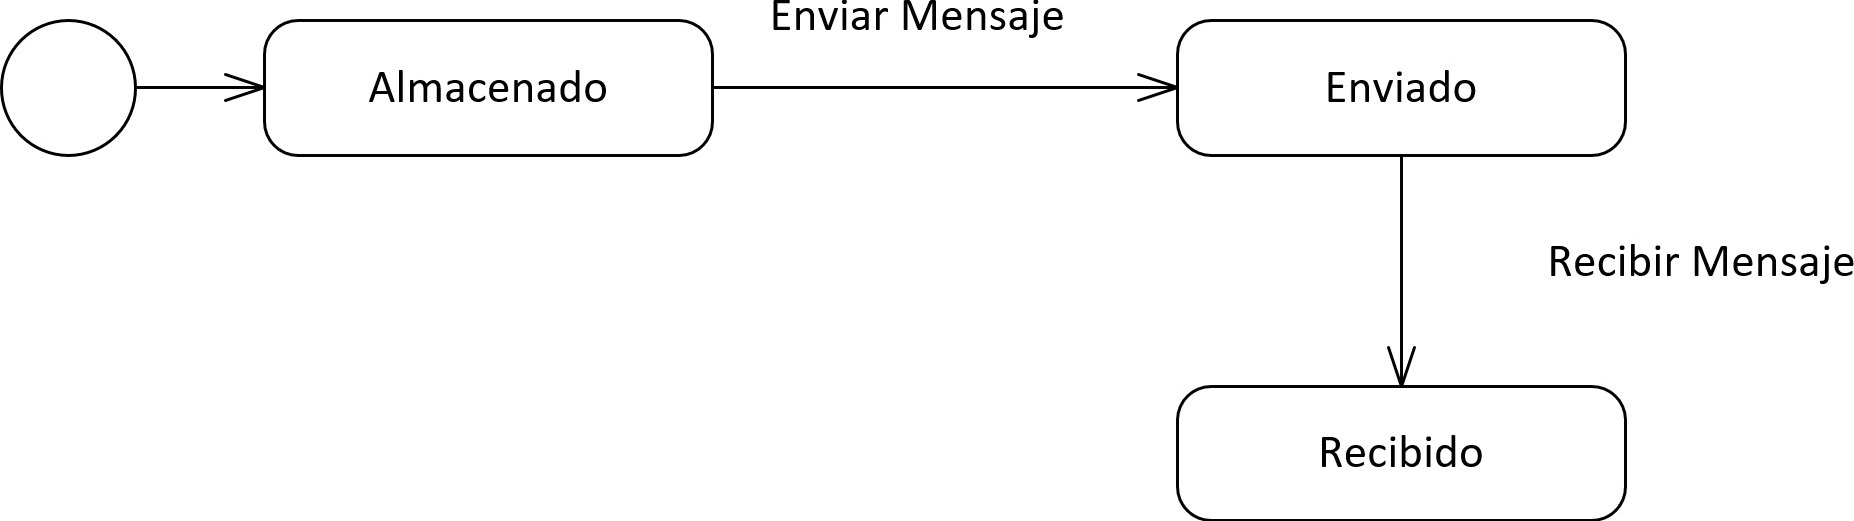 Enviar Mensaje
Almacenado
Enviado
Recibir Mensaje
Recibido